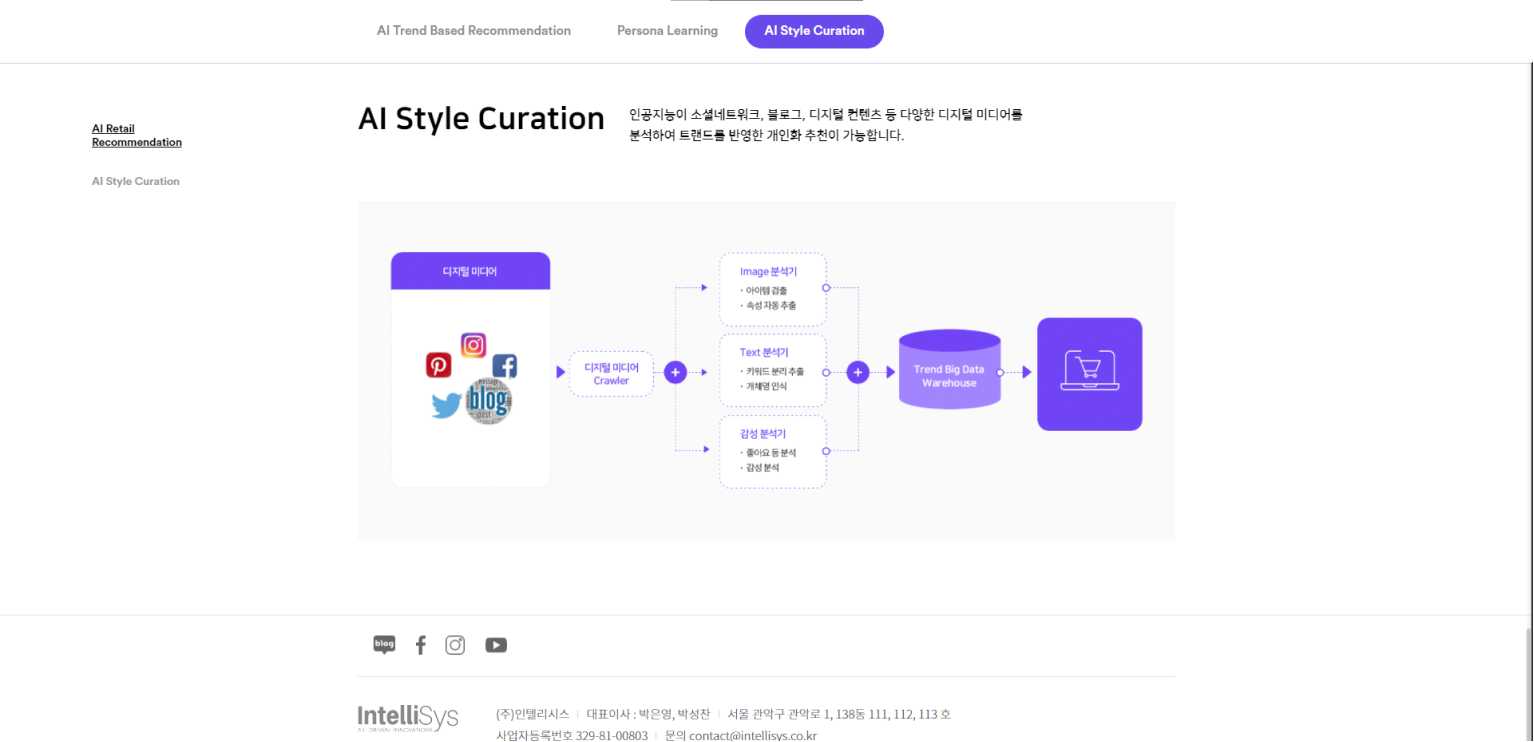 AI Trend Based Recommendation
Persona Learning
AI Style Curation
AI Retail
Recommendation
AI Style Curation
AI Style Curation
인공지능이 소셜네트워크, 블로그, 디지털 컨텐츠 등 다양한 디지털 미디어를
분석하여 트랜드를 반영한 개인화 추천이 가능합니다.
디지털 미디어
blog
post
디지털 미디어
Crawler
Image 분석기
· 아이템 검출
· 속성 자동 추출
Text 분석기
· 키워드 분리 추출
· 개체명 인식
감성 분석기
· 좋아요 등 분석
· 감성 분석
Trend Big Data
Warehouse
blog
IntelliSys
A.I. DRIVEN INNOVATIONS
(주)인텔리시스 | 대표이사 : 박은영, 박성찬 | 서울 관악구 관악로 1, 138동 111, 112, 113 호
사업자등록번호 329-81-00803 | 문의 contact@intellisys.co.kr